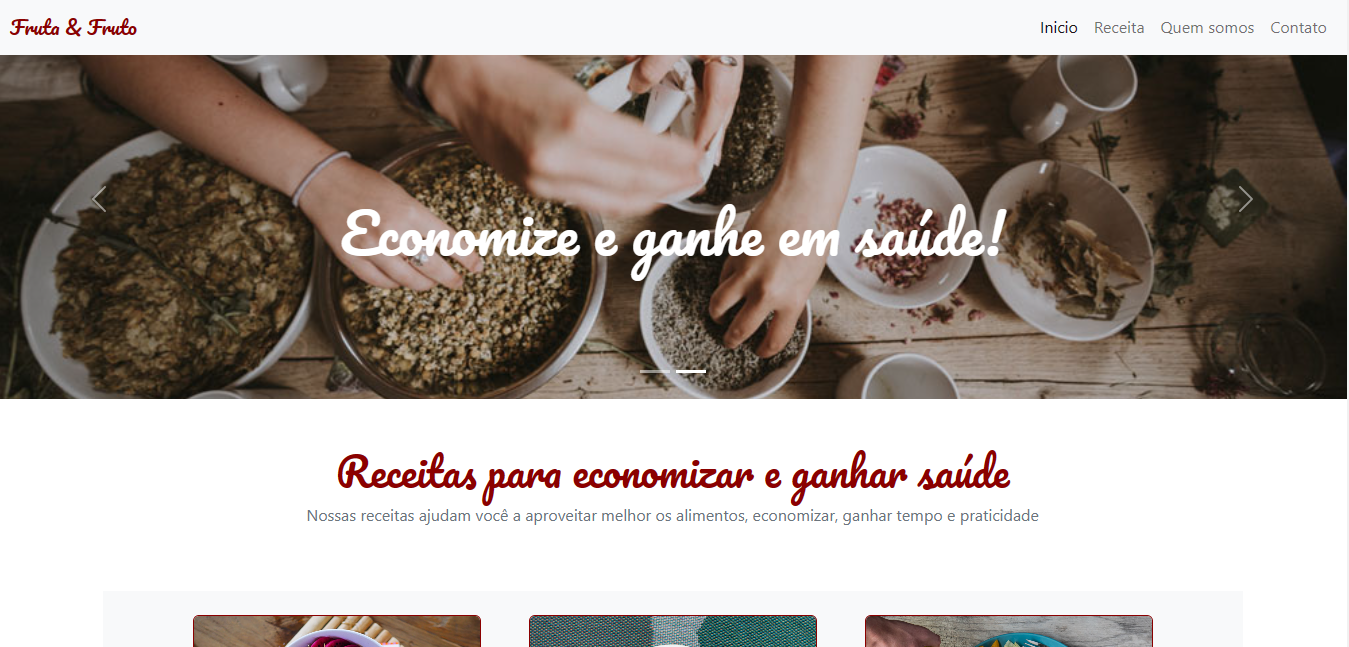 Fruta & Fruto
Inicio Receita Quem somos Contato
Economize e ganhe em saúde!
Receitas para economizar e ganhar saúde
Nossas receitas ajudam você a aproveitar melhor os alimentos, economizar, ganhar tempo e praticidade